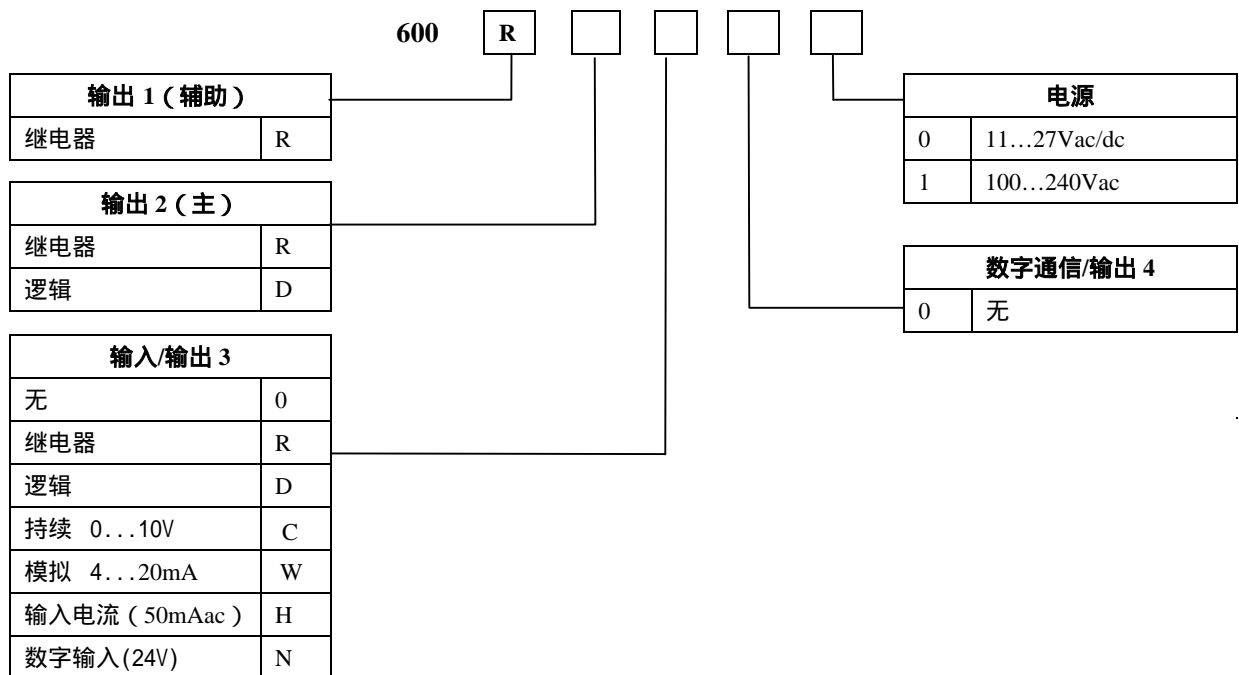 600 R
输出 1（辅助）
继电器 R
输出 2（主）
继电器 R
逻辑 D
输入/输出 3
无 0
继电器 R
逻辑 D
持续 0...10V C
模拟 4...20mA W
输入电流（50mAac） H
数字输入(24V) N
电源
0 11…27Vac/dc
1 100…240Vac
数字通信/输出 4
0 无